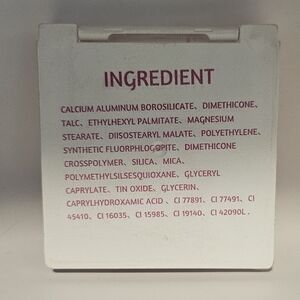 INGREDIENT
CALCIUM ALUMINUM BOROSILICATE、DIMETHICONE、
TALC、ETHYLHEXYL PALMITATE、MAGNESIUM
STEARATE、DIISOSTEARYL MALATE、POLYETHYLENE、
SYNTHETIC FLUORPHLOGOPITE、DIMETHICONE
CROSSPOLYMER、SILICA、MICA、
POLYMETHYLSILSESQUIOXANE、GLYCERYL
CAPRYLATE、TIN OXIDE、GLYCERIN、
CAPRYLHYDROXAMIC ACID、CI 77891、CI 77491、CI
45410、CI 16035、CI 15985、CI 19140、CI 42090L .